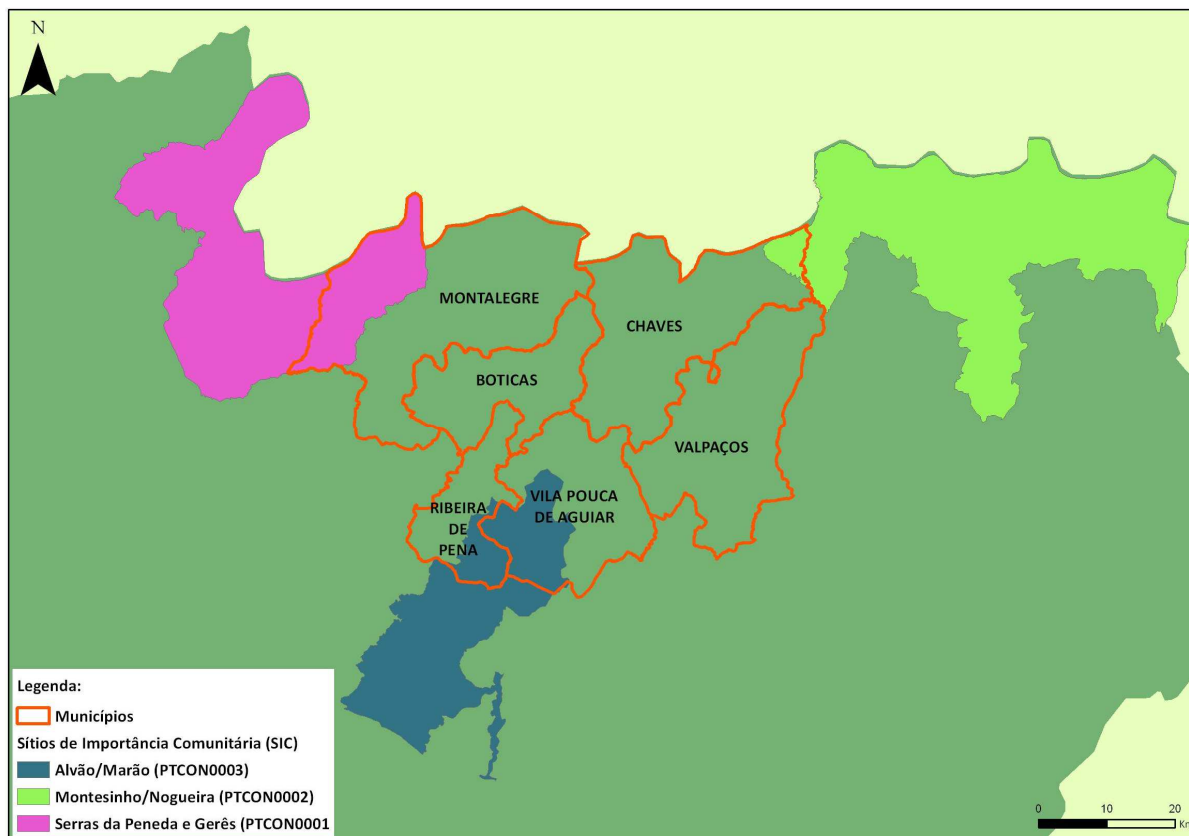 N
MONTALEGRE
CHAVES
BOTICAS
VALPAÇOS
VILA POUCA
DE AGUIAR
RIBEIRA
DE
PENA
Legenda:
Municípios
Sítios de Importância Comunitária (SIC)
Alvão/Marão (PTCON0003)
Montesinho/Nogueira (PTCON0002)
Serras da Peneda e Gerês (PTCON0001
0 10 20
Km